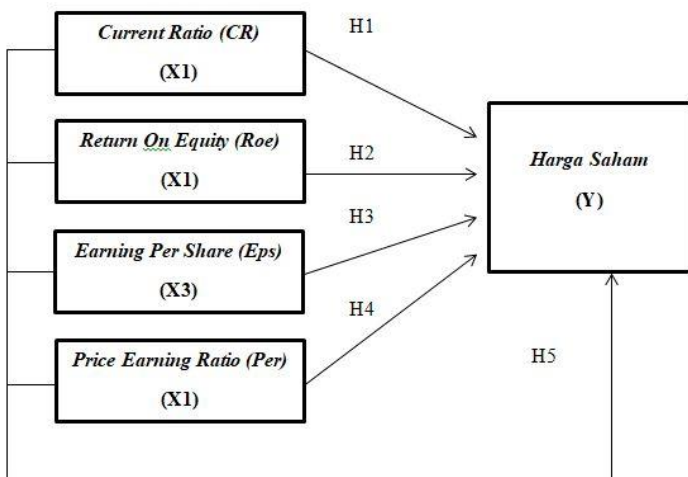 Current Ratio (CR)
(X1)
H1
Return On Equity (Roe)
(X1)
H2
Earning Per Share (Eps)
(X3)
H3
Price Earning Ratio (Per)
(X1)
H4
Harga Saham
(Y)
H5